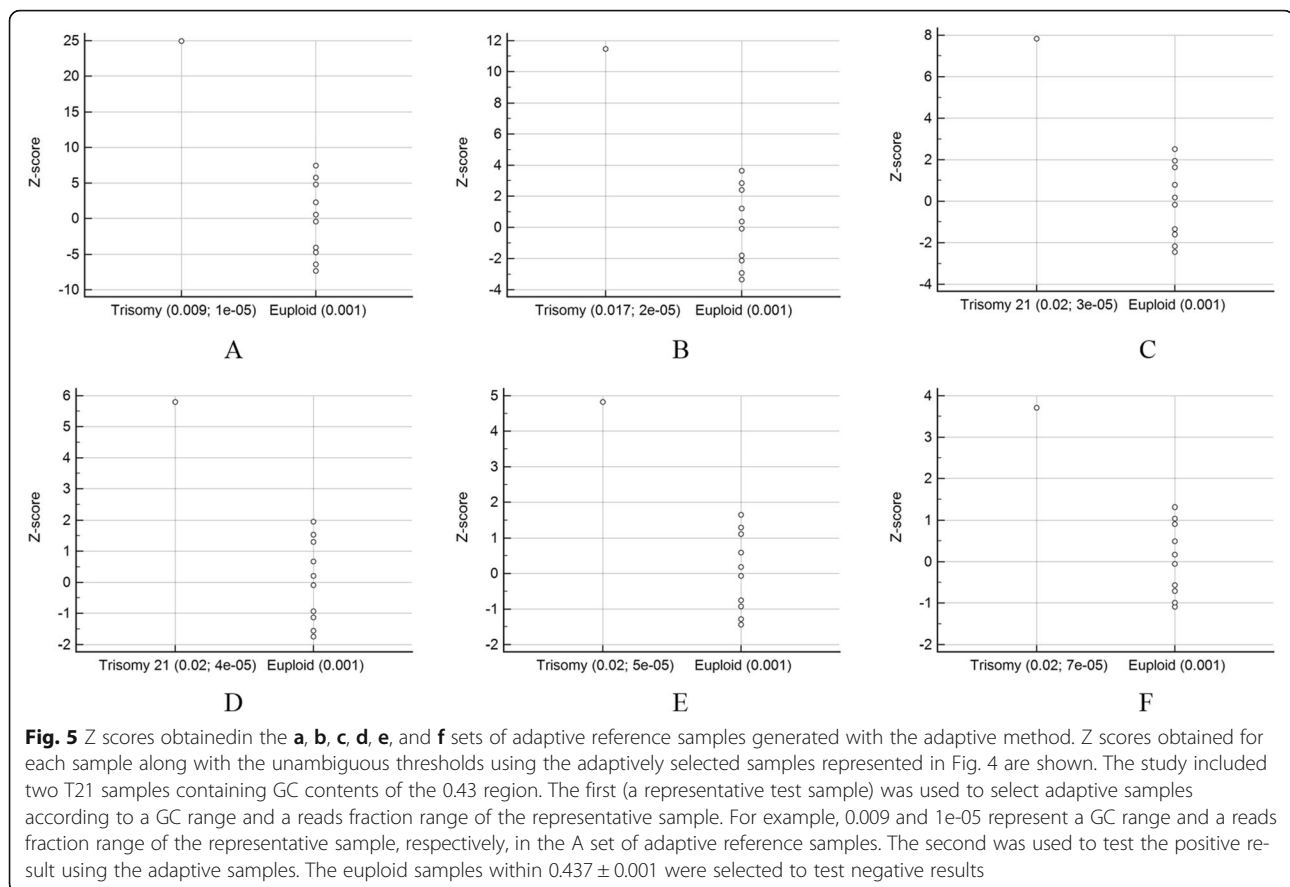 25
20
15
10
5
0
-5
-10
Z-score
Trisomy (0.009; 1e-05) Euploid (0.001)
A
12
10
8
6
4
2
0
-2
-4
Z-score
Trisomy (0.017; 2e-05) Euploid (0.001)
B
8
6
4
2
0
-2
-4
Z-score
Trisomy 21 (0.02; 3e-05) Euploid (0.001)
C
6
5
4
3
2
1
0
-1
-2
Z-score
Trisomy 21 (0.02; 4e-05) Euploid (0.001)
D
5
4
3
2
1
0
-1
-2
Z-score
Trisomy (0.02; 5e-05) Euploid (0.001)
E
4
3
2
1
0
-1
-2
Z-score
Trisomy (0.02; 7e-05) Euploid (0.001)
F
Fig. 5 Z scores obtainedin the a, b, c, d, e, and f sets of adaptive reference samples generated with the adaptive method. Z scores obtained for
each sample along with the unambiguous thresholds using the adaptively selected samples represented in Fig. 4 are shown. The study included
two T21 samples containing GC contents of the 0.43 region. The first (a representative test sample) was used to select adaptive samples
according to a GC range and a reads fraction range of the representative sample. For example, 0.009 and 1e-05 represent a GC range and a reads
fraction range of the representative sample, respectively, in the A set of adaptive reference samples. The second was used to test the positive re-
sult using the adaptive samples. The euploid samples within 0.437 ± 0.001 were selected to test negative results